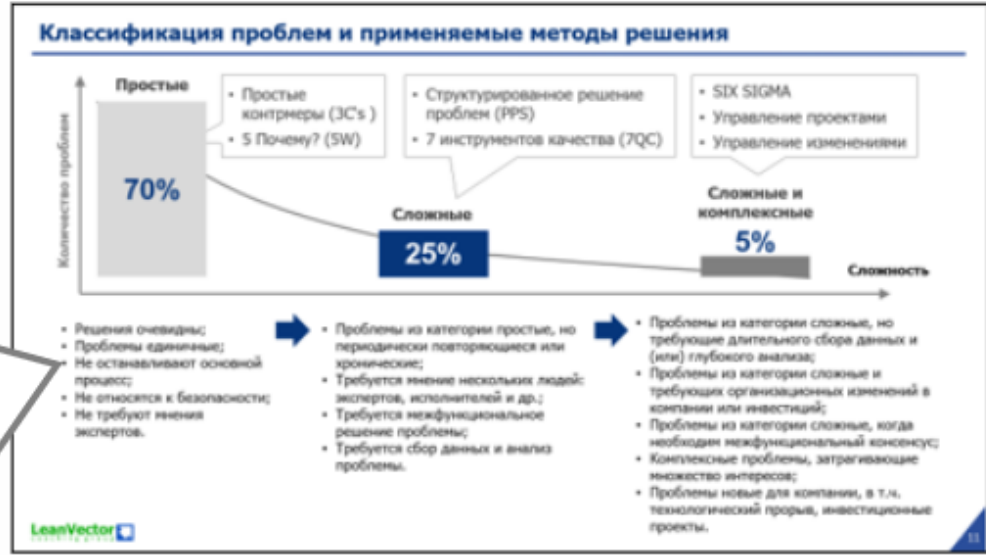 Классификация проблем и применяемые методы решения
Количество проблем
Простые
70%
• Простые
контрмеры (3C's )
• 5 Почему? (5W)
• Структурированное решение
проблем (PPS)
• 7 инструментов качества (7QC)
• SIX SIGMA
• Управление проектами
• Управление изменениями
Сложные
25%
Сложные и
комплексные
5%
Сложность
• Решения очевидны;
• Проблемы единичные;
• Не останавливают основной
процесс;
• Не относятся к безопасности;
• Не требуют мнения
экспертов.
• Проблемы из категории простые, но
периодически повторяющиеся или
хронические;
• Требуется мнение нескольких людей:
экспертов, исполнителей и др.;
• Требуется межфункциональное
решение проблемы;
• Требуется сбор данных и анализ
проблемы.
• Проблемы из категории сложные, но
требующие длительного сбора данных и
(или) глубокого анализа;
• Проблемы из категории сложные и
требующих организационных изменений в
компании или инвестиций;
• Проблемы из категории сложные, когда
необходим межфункциональный консенсус;
• Комплексные проблемы, затрагивающие
множество интересов;
• Проблемы новые для компании, в т.ч.
технологический прорыв, инвестиционные
проекты.
LeanVector
11